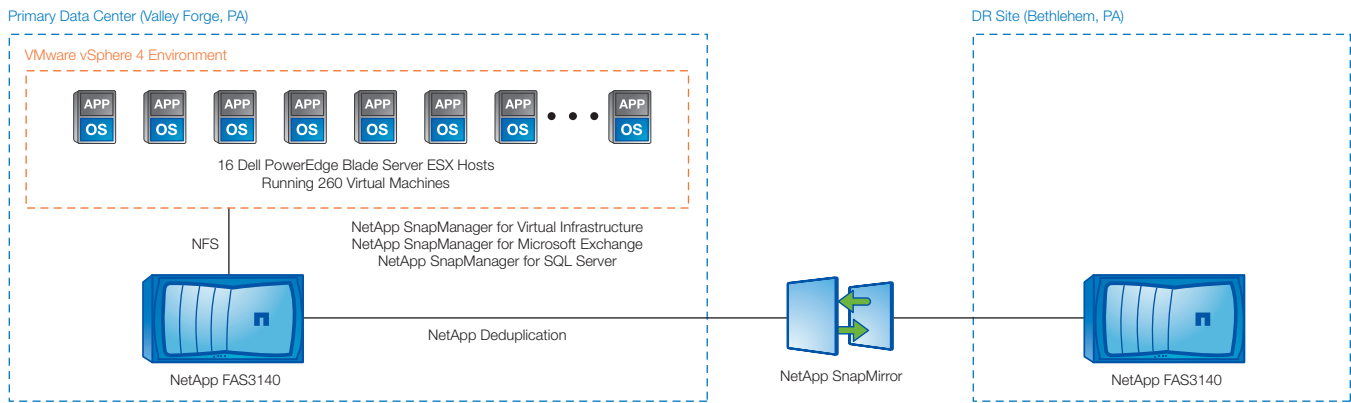 Primary Data Center (Valley Forge, PA)
DR Site (Bethlehem, PA)
VMware vSphere 4 Environment
APP APP APP APP APP APP APP APP
OS OS OS OS OS OS OS • • • OS
16 Dell PowerEdge Blade Server ESX Hosts
Running 260 Virtual Machines
NFS
NetApp SnapManager for Virtual Infrastructure
NetApp SnapManager for Microsoft Exchange
NetApp SnapManager for SQL Server
NetApp Deduplication
NetApp FAS3140
NetApp SnapMirror
NetApp FAS3140